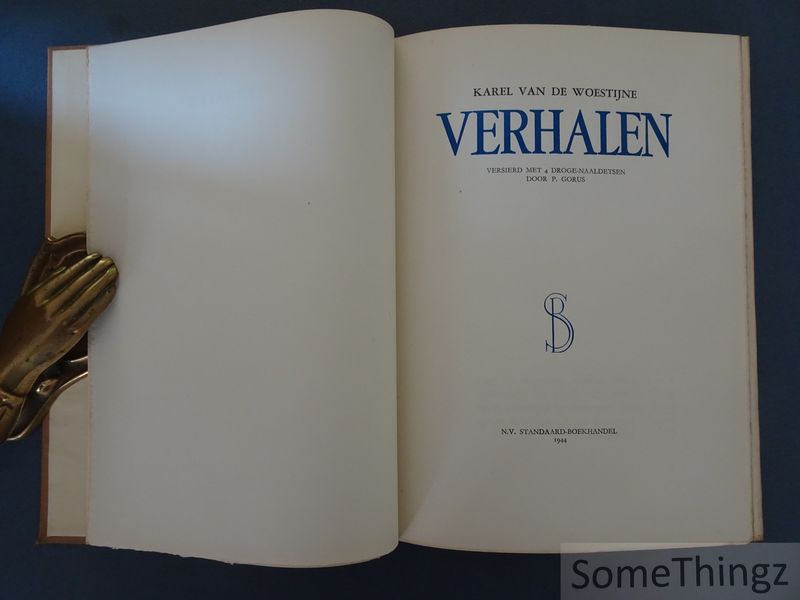 KAREL VAN DE WOESTIJNE
VERHALEN
VERSIERD MET 4 DROGE-NAALDETSEN
DOOR P. GORUS
SB
N.V. STANDAARD-BOEKHANDEL
1944
SomeThingz